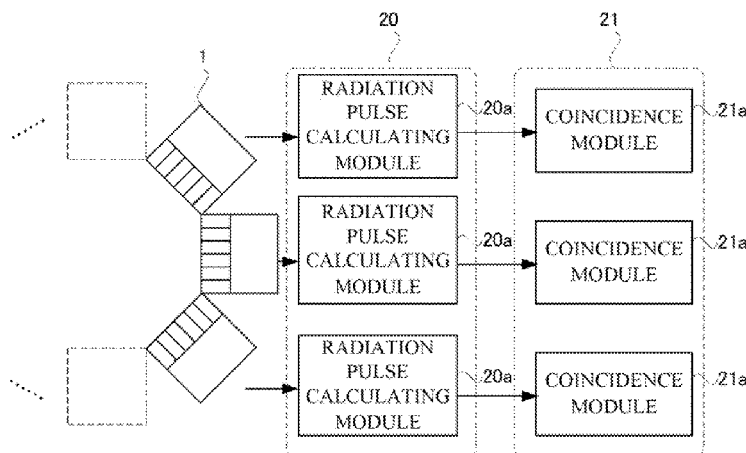 20
21
1
RADIATION
PULSE
CALCULATING
MODULE
20a
COINCIDENCE
MODULE
21a
RADIATION
PULSE
CALCULATING
MODULE
20a
COINCIDENCE
MODULE
21a
RADIATION
PULSE
CALCULATING
MODULE
20a
COINCIDENCE
MODULE
21a